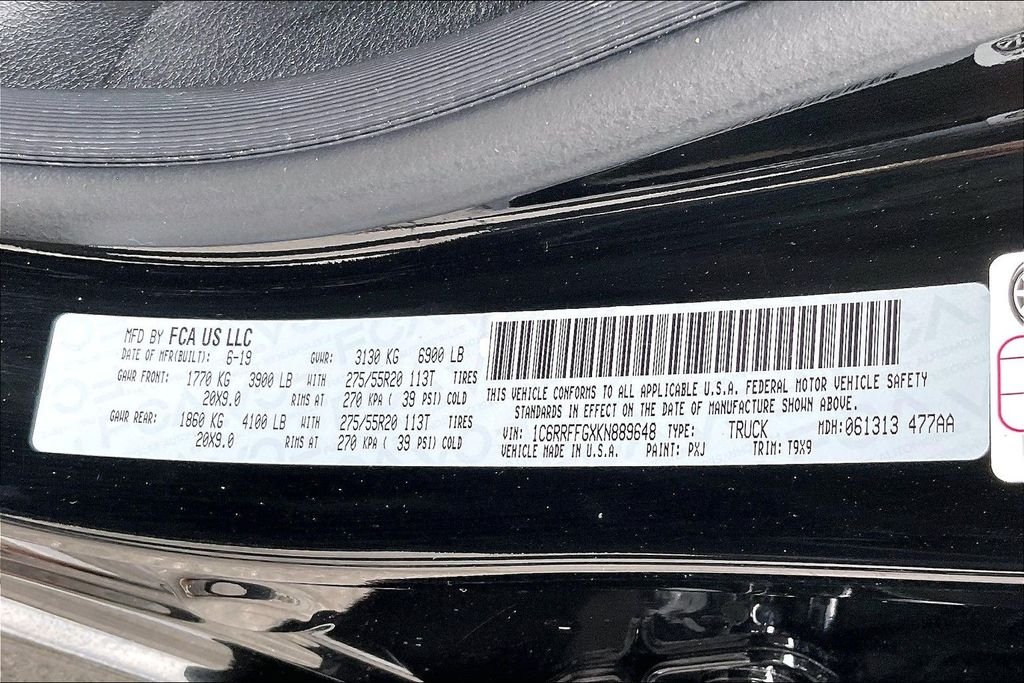 MFD BY FCA US LLC
DATE OF MFR(BUILT): 6-19 GVWR: 3130 KG 6900 LB
GAWR FRONT: 1770 KG 3900 LB WITH 275/55R20 113T TIRES
20X9.0 RIMS AT 270 KPA ( 39 PSI) COLD
GAWR REAR: 1860 KG 4100 LB WITH 275/55R20 113T TIRES
20X9.0 RIMS AT 270 KPA ( 39 PSI) COLD
THIS VEHICLE CONFORMS TO ALL APPLICABLE U.S.A. FEDERAL MOTOR VEHICLE SAFETY
STANDARDS IN EFFECT ON THE DATE OF MANUFACTURE SHOWN ABOVE.
VIN: 1C6RRFFGXKN889648 TYPE: TRUCK MDH: 061313 477AA
VEHICLE MADE IN U.S.A. PAINT: PXJ TRIM: T9X9